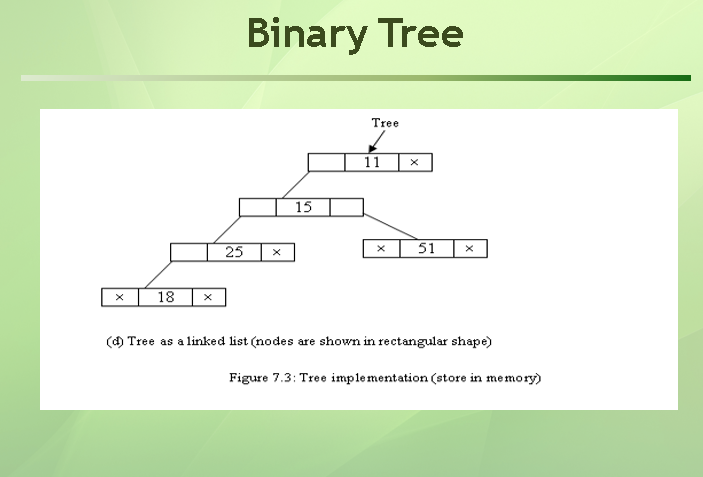 Binary Tree
Tree
11 ×
15
25 ×
× 51 ×
× 18 ×
(d) Tree as a linked list (nodes are shown in rectangular shape)
Figure 7.3: Tree implementation (store in memory)